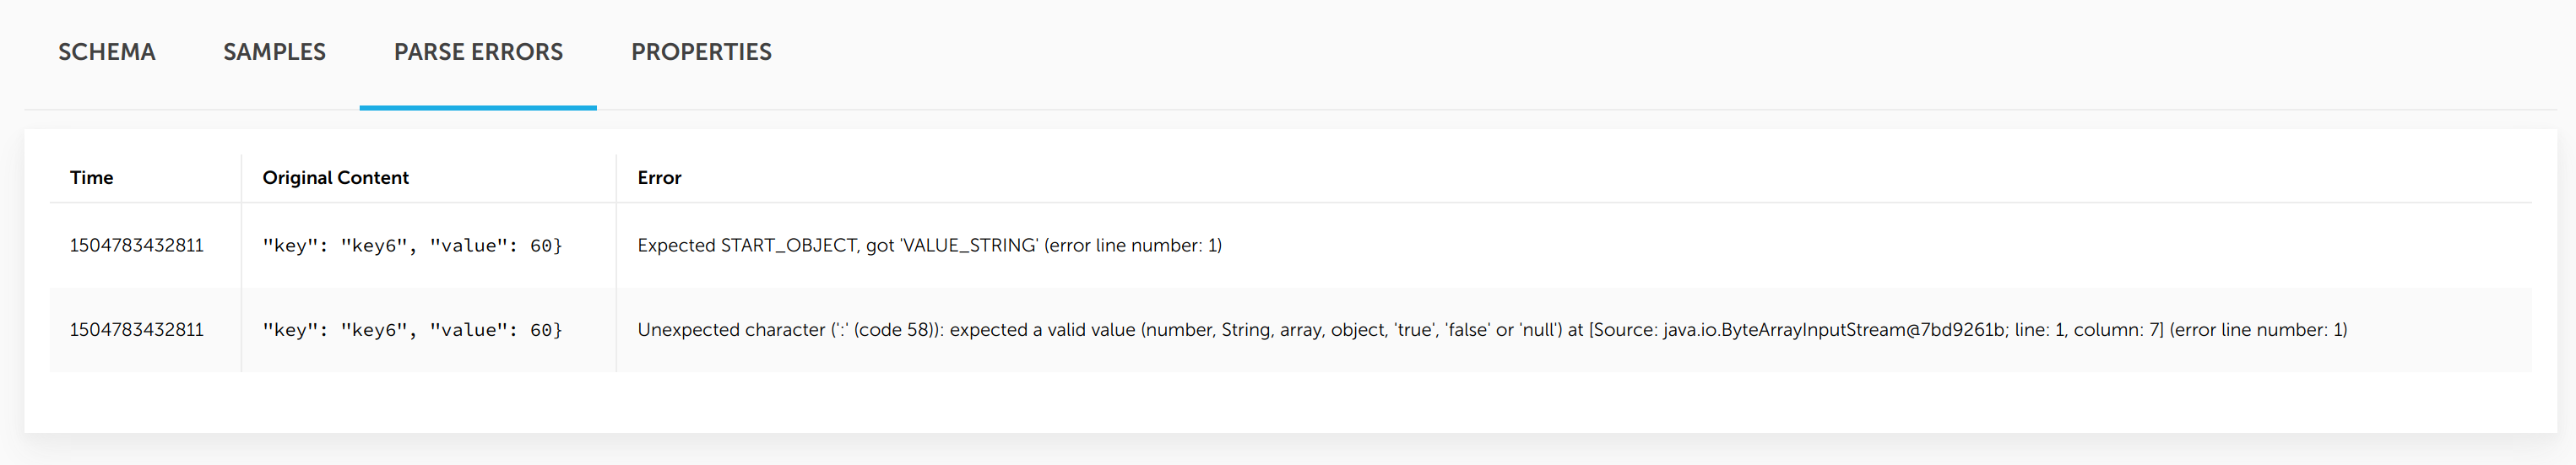 SCHEMA SAMPLES PARSE ERRORS PROPERTIES
Time Original Content Error
1504783432811 "key": "key6", "value": 60} Expected START_OBJECT, got 'VALUE_STRING' (error line number: 1)
1504783432811 "key": "key6", "value": 60} Unexpected character (':' (code 58)): expected a valid value (number, String, array, object, 'true', 'false' or 'null') at [Source: java.io.ByteArrayInputStream@7bd9261b; line: 1, column: 7] (error line number: 1)